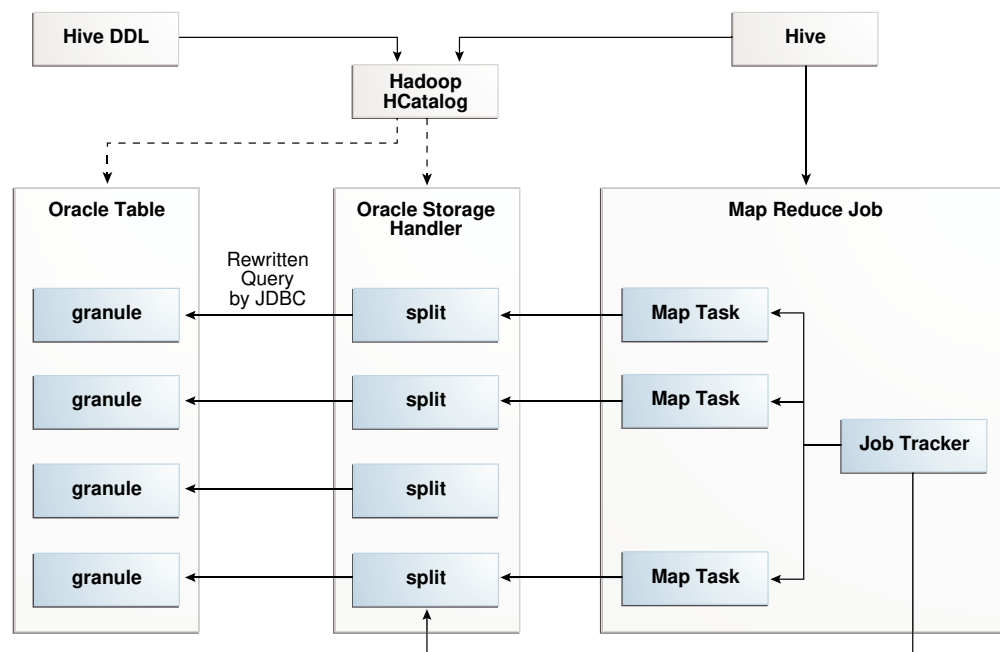 Hive DDL
Hive
Hadoop
HCatalog
Oracle Table
Oracle Storage
Handler
Map Reduce Job
Rewritten
Query
by JDBC
granule
split
Map Task
granule
split
Map Task
Job Tracker
granule
split
granule
split
Map Task